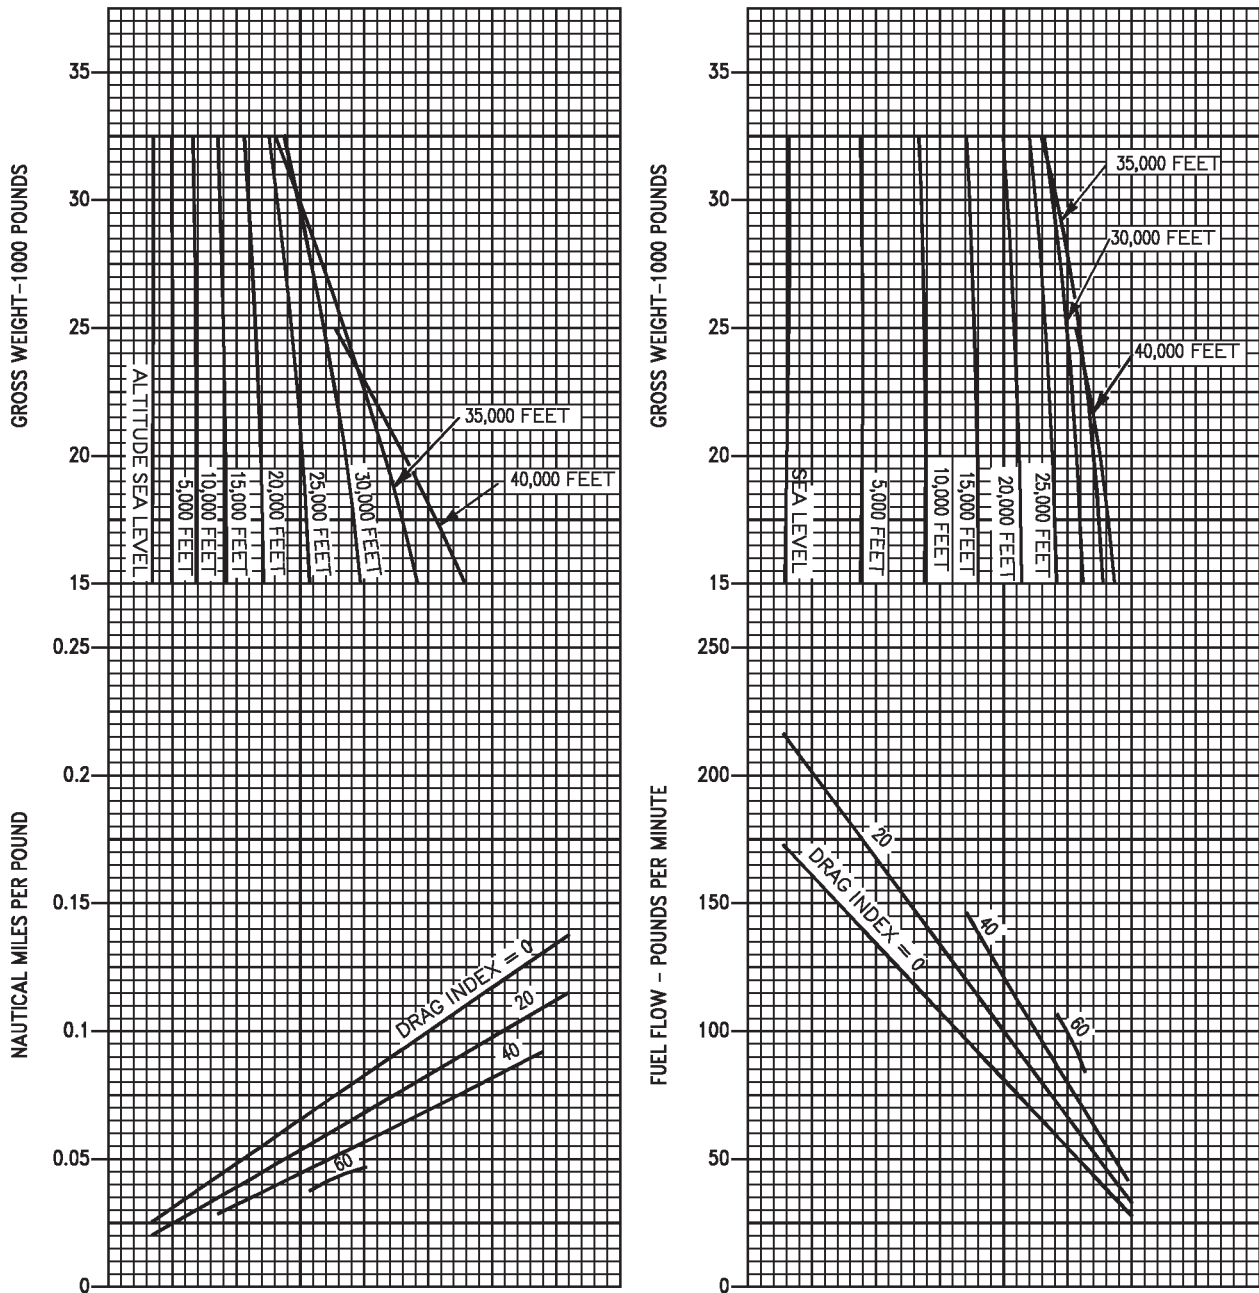 GROSS WEIGHT-1000 POUNDS
35
30
25
20
15
ALTITUDE SEA LEVEL
5,000 FEET
10,000 FEET
15,000 FEET
20,000 FEET
25,000 FEET
30,000 FEET
35,000 FEET
40,000 FEET
NAUTICAL MILES PER POUND
0.25
0.2
0.15
0.1
0.05
0
DRAG INDEX = 0
20
40
60
GROSS WEIGHT-1000 POUNDS
35
30
25
20
15
35,000 FEET
30,000 FEET
40,000 FEET
SEA LEVEL
5,000 FEET
10,000 FEET
15,000 FEET
20,000 FEET
25,000 FEET
FUEL FLOW - POUNDS PER MINUTE
250
200
150
100
50
0
20
DRAG INDEX = 0
40
60